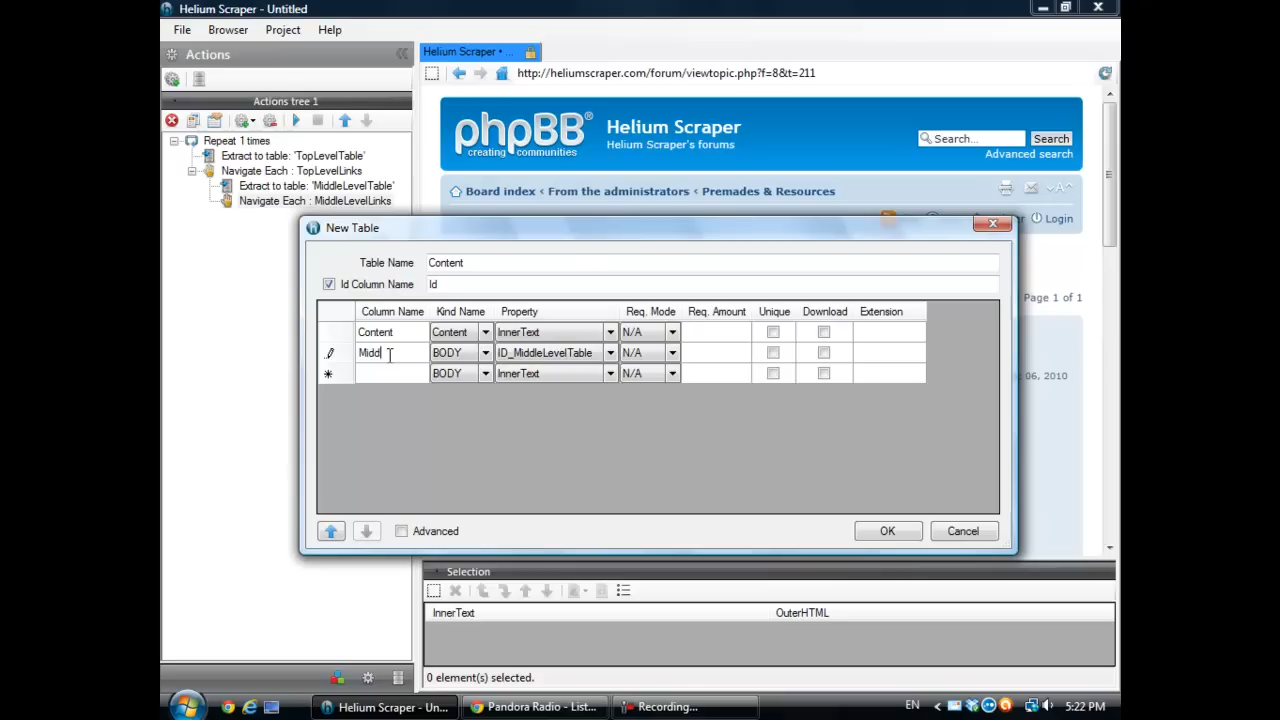 Helium Scraper - Untitled
File Browser Project Help
Actions
Actions tree 1
Repeat 1 times
Extract to table: 'TopLevelTable'
Navigate Each : TopLevelLinks
Extract to table: 'MiddleLevelTable'
Navigate Each : MiddleLevelLinks
Helium Scraper • ...
http://heliumscraper.com/forum/viewtopic.php?f=8&t=211
phpBB®
creating communities
Helium Scraper
Helium Scraper's forums
Search... Search
Advanced search
Board index ‹ From the administrators ‹ Premades & Resources
Login
Page 1 of 1
06, 2010
New Table
Table Name Content
Id Column Name Id
Column Name Kind Name Property Req. Mode Req. Amount Unique Download Extension
Content Content InnerText N/A
Midd BODY ID_MiddleLevelTable N/A
BODY InnerText N/A
Advanced OK Cancel
Selection
InnerText OuterHTML
0 element(s) selected.
Helium Scraper - Un... Pandora Radio - List... Recording... EN 5:22 PM